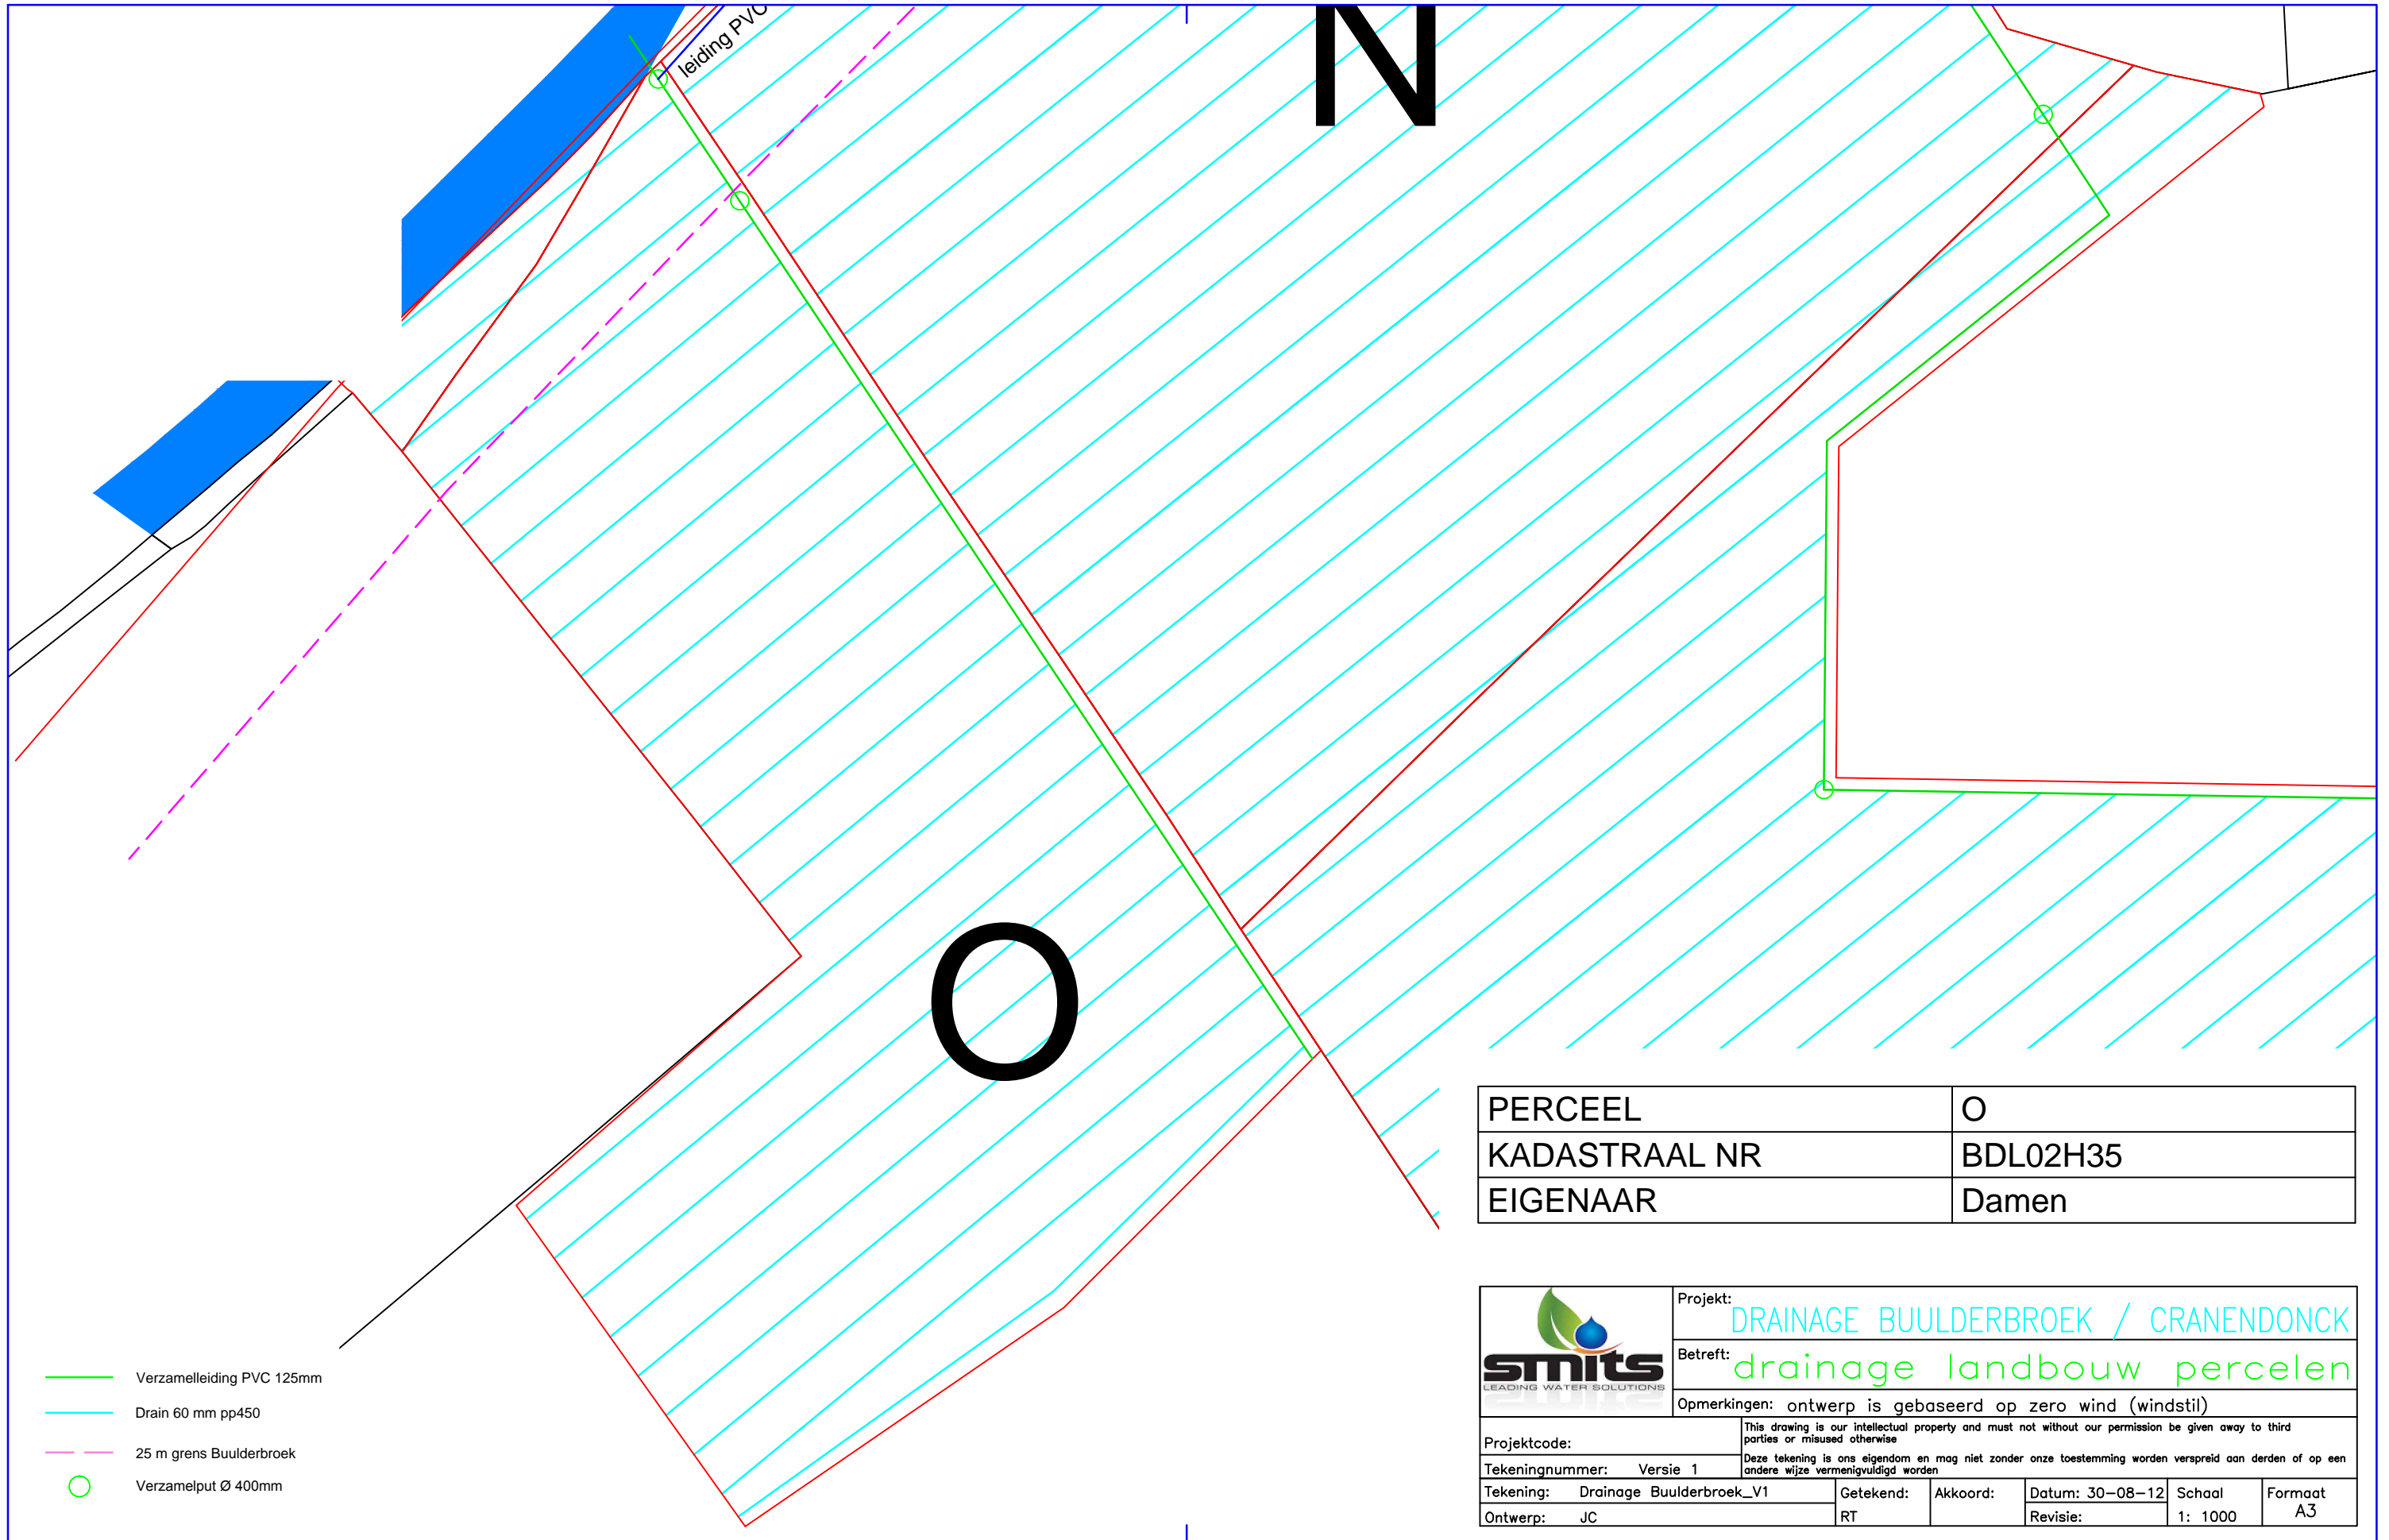 leiding PVC
N
O
PERCEEL O
KADASTRAAL NR BDL02H35
EIGENAAR Damen
smits
LEADING WATER SOLUTIONS
Projekt: DRAINAGE BUULDERBROEK / CRANENDONCK
Betreft: drainage landbouw percelen
Opmerkingen: ontwerp is gebaseerd op zero wind (windstil)
Projektcode:
This drawing is our intellectual property and must not without our permission be given away to third
parties or misused otherwise
Deze tekening is ons eigendom en mag niet zonder onze toestemming worden verspreid aan derden of op een
andere wijze vermenigvuldigd worden
Tekeningnummer: Versie 1
Tekening: Drainage Buulderbroek_V1
Ontwerp: JC
Getekend:
RT
Akkoord:
Datum: 30-08-12
Revisie:
Schaal
1: 1000
Formaat
A3
Verzamelleiding PVC 125mm
Drain 60 mm pp450
25 m grens Buulderbroek
Verzamelput Ø 400mm